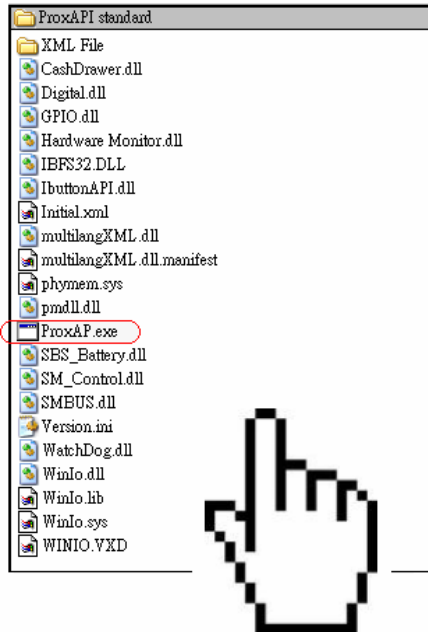 ProxAPI standard
XML File
CashDrawer.dll
Digital.dll
GPIO.dll
Hardware Monitor.dll
IBFS32.DLL
IbuttonAPI.dll
Initial.xml
multilangXML.dll
multilangXML.dll.manifest
phymem.sys
pmdll.dll
ProxAP.exe
SBS_Battery.dll
SM_Control.dll
SMBUS.dll
Version.ini
WatchDog.dll
WinIo.dll
WinIo.lib
WinIo.sys
WINIO.VXD